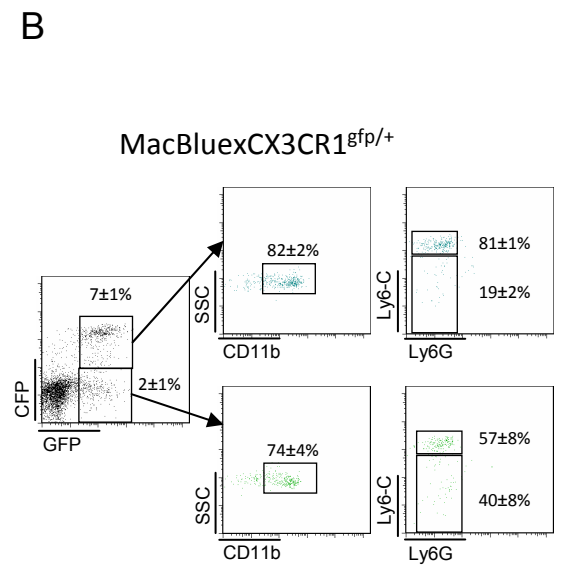 B
MacBluexCX3CR1gfp/+
82±2%
SSC
CD11b
81±1%
19±2%
Ly6-C
Ly6G
7±1%
2±1%
CFP
GFP
74±4%
SSC
CD11b
57±8%
40±8%
Ly6-C
Ly6G